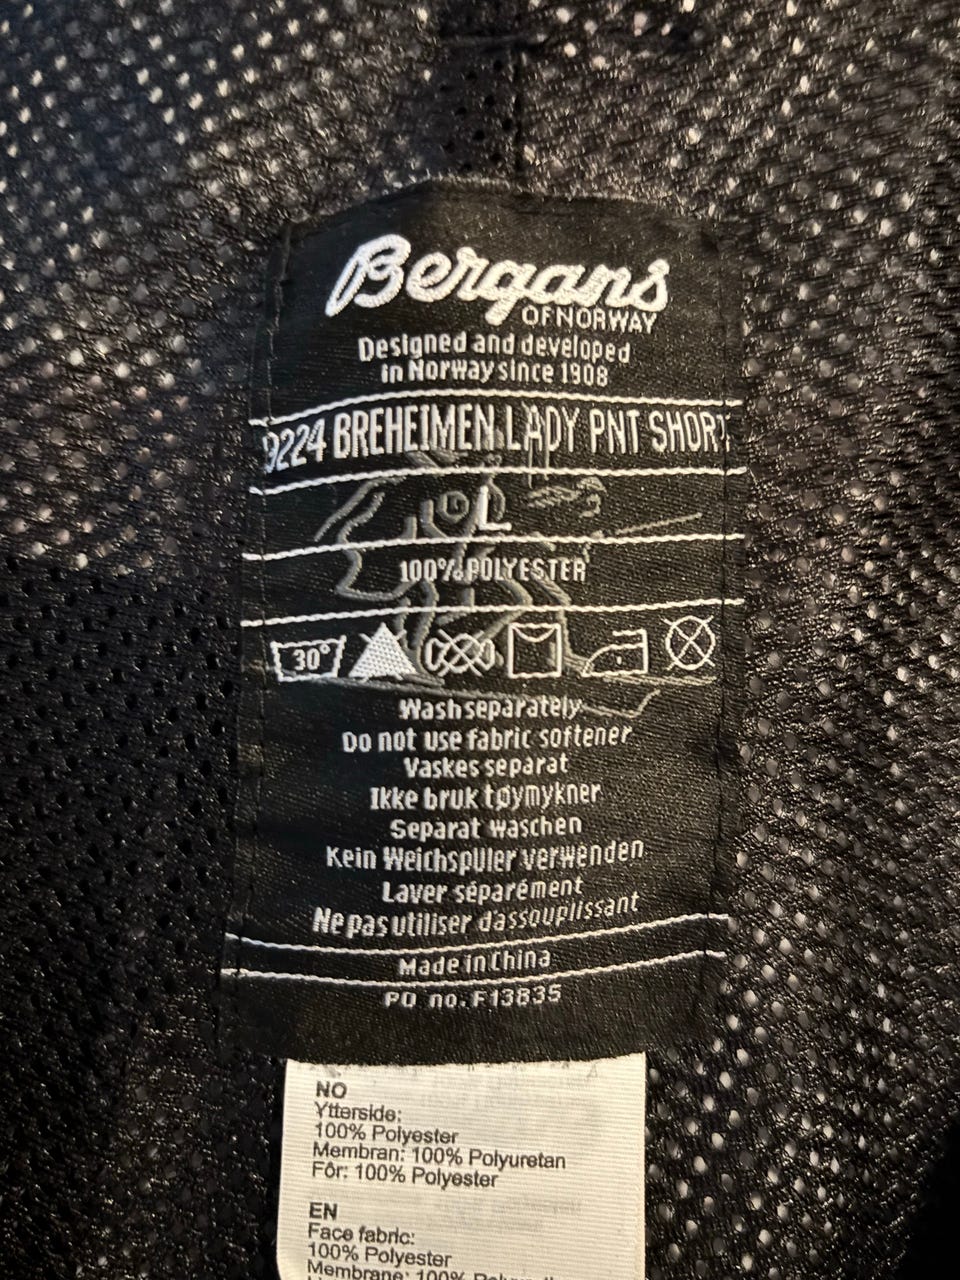 Bergans
OF NORWAY
Designed and developed
in Norway since 1908
9224 BREHEIMEN LADY PNT SHORT
L
100% POLYESTER
30°
Wash separately
Do not use fabric softener
Vaskes separat
Ikke bruk tøymykner
Separat waschen
Kein Weichspüler verwenden
Laver séparément
Ne pas utiliser dassouplissant
Made in China
PO no. F13835
NO
Ytterside:
100% Polyester
Membran: 100% Polyuretan
Fôr: 100% Polyester
EN
Face fabric:
100% Polyester
Membrane: 100%